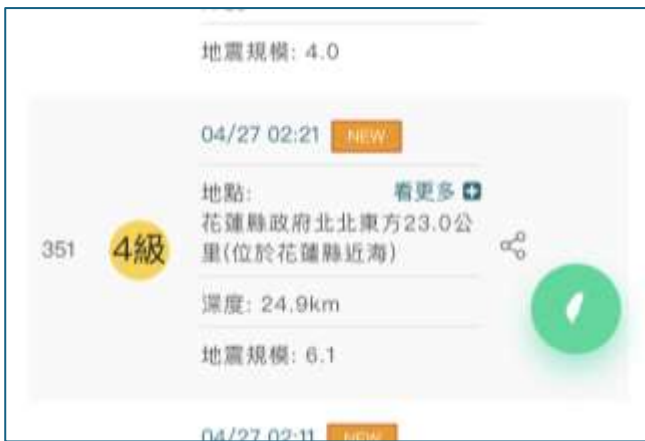 地震規模: 4.0
04/27 02:21 NEW
地點: 看更多
花蓮縣政府北北東方23.0公
里(位於花蓮縣近海)
351 4級
深度: 24.9km
地震規模: 6.1
04/27 02:11 NEW